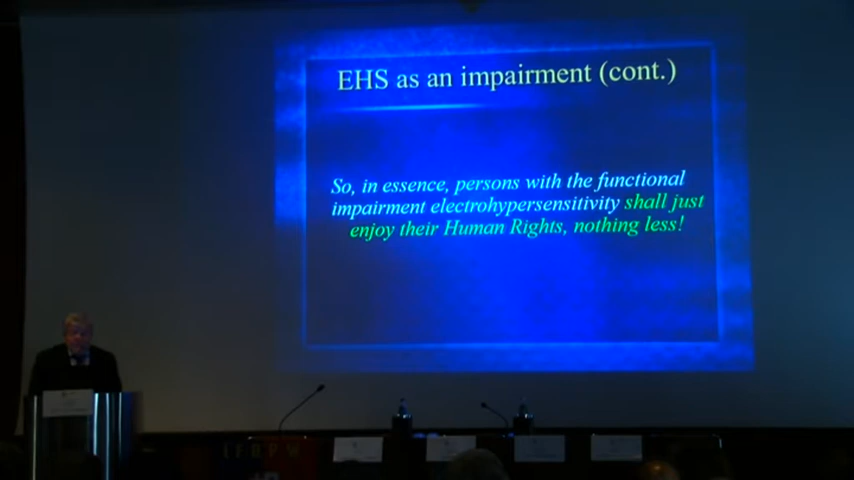 EHS as an impairment (cont.)
So, in essence, persons with the functional
impairment electrohypersensitivity shall just
enjoy their Human Rights, nothing less!